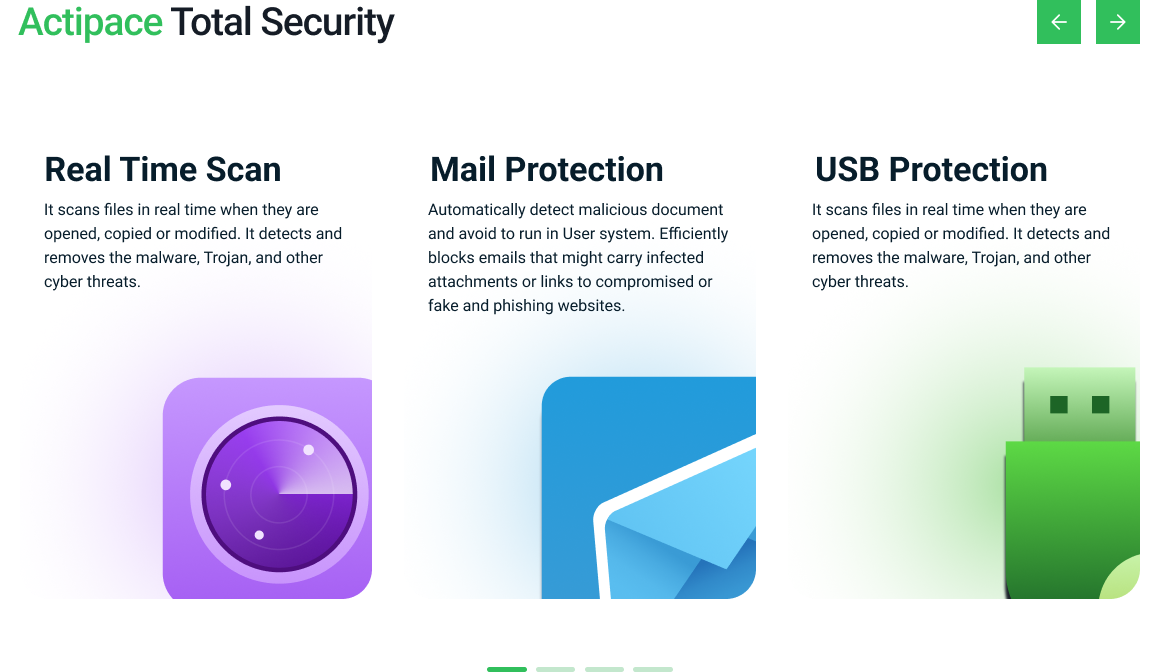 Actipace Total Security
Real Time Scan
It scans files in real time when they are
opened, copied or modified. It detects and
removes the malware, Trojan, and other
cyber threats.
Mail Protection
Automatically detect malicious document
and avoid to run in User system. Efficiently
blocks emails that might carry infected
attachments or links to compromised or
fake and phishing websites.
USB Protection
It scans files in real time when they are
opened, copied or modified. It detects and
removes the malware, Trojan, and other
cyber threats.